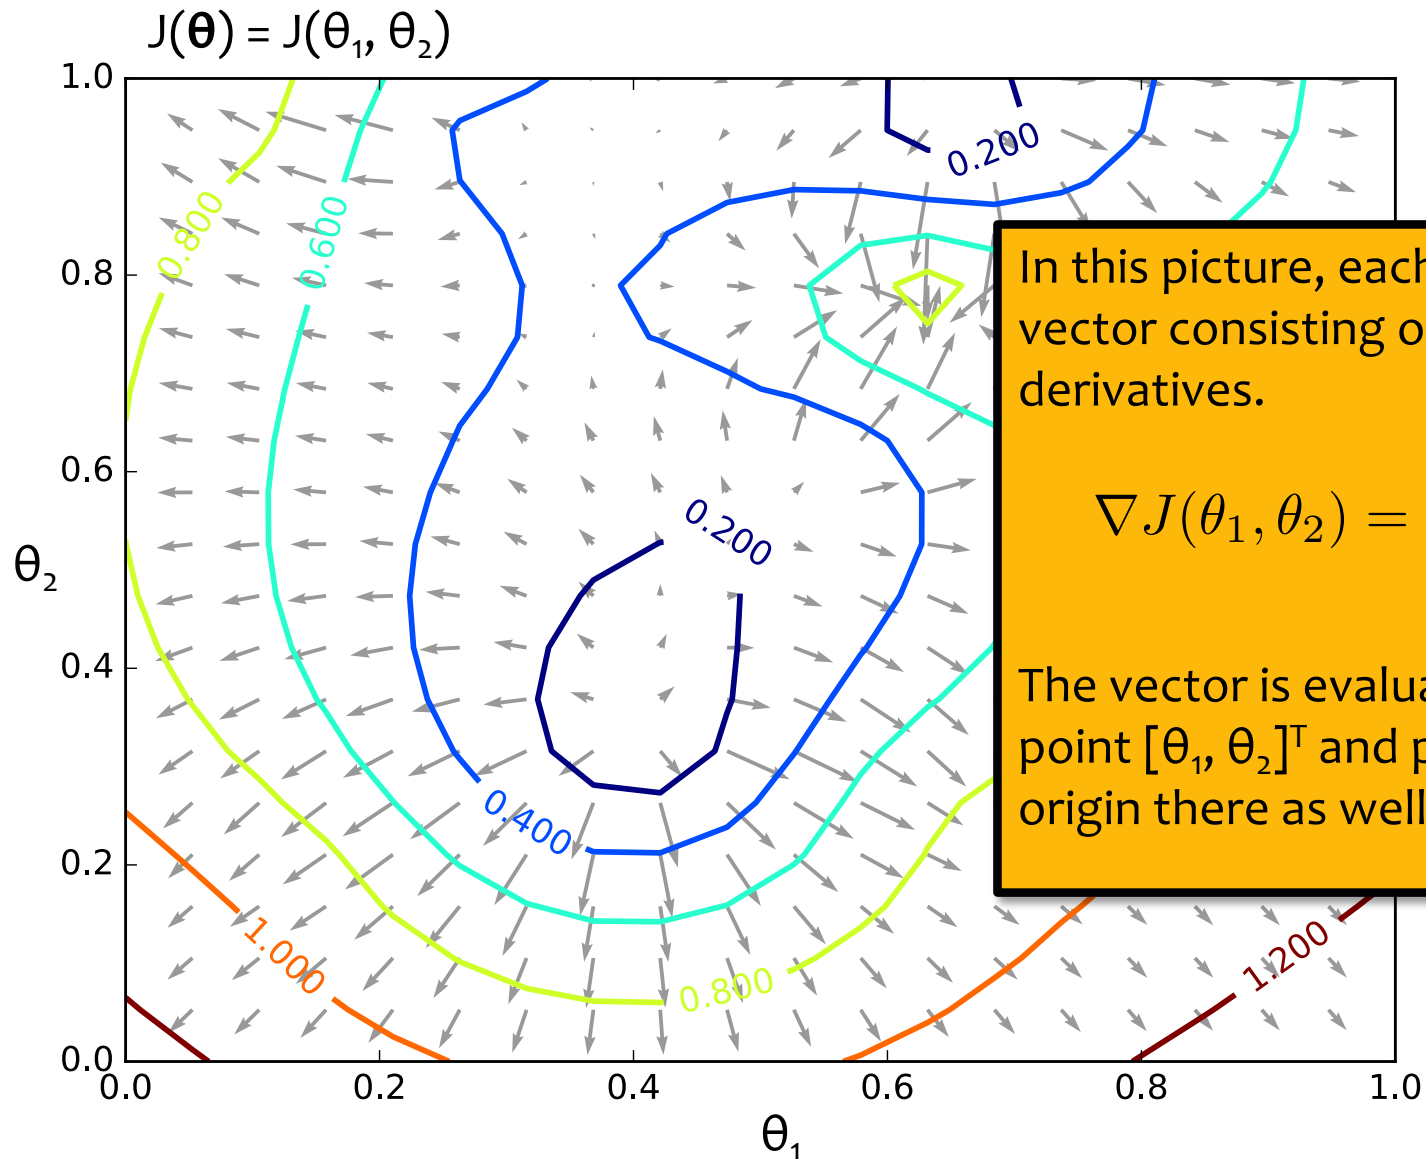 J(θ) = J(θ₁, θ₂)
1.0
0.8
0.6
0.4
0.2
0.0
θ₂
0.0 0.2 0.4 0.6 0.8 1.0
θ₁
0.800
0.600
0.200
0.200
0.400
1.000
0.800
1.200
In this picture, each
vector consisting o
derivatives.
∇J(θ₁, θ₂) =
The vector is evalua
point [θ₁, θ₂]ᵀ and p
origin there as well